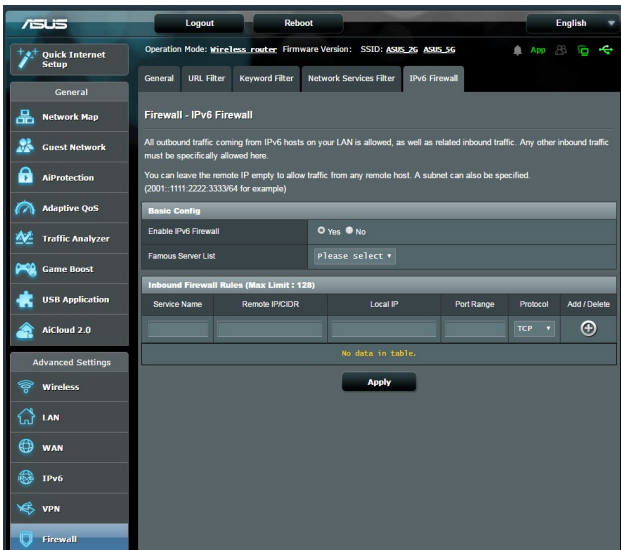 ASUS
Logout
Reboot
English
Quick Internet
Setup
General
Network Map
Guest Network
AiProtection
Adaptive QoS
Traffic Analyzer
Game Boost
USB Application
AiCloud 2.0
Advanced Settings
Wireless
LAN
WAN
IPv6
VPN
Firewall
Operation Mode: Wireless router Firmware Version: SSID: ASUS_2G ASUS_5G
App
General URL Filter Keyword Filter Network Services Filter IPv6 Firewall
Firewall - IPv6 Firewall
All outbound traffic coming from IPv6 hosts on your LAN is allowed, as well as related inbound traffic. Any other inbound traffic
must be specifically allowed here.
You can leave the remote IP empty to allow traffic from any remote host. A subnet can also be specified.
(2001::1111:2222:3333/64 for example)
Basic Config
Enable IPv6 Firewall Yes No
Famous Server List Please select
Inbound Firewall Rules (Max Limit : 128)
Service Name Remote IP/CIDR Local IP Port Range Protocol Add / Delete
TCP
No data in table.
Apply